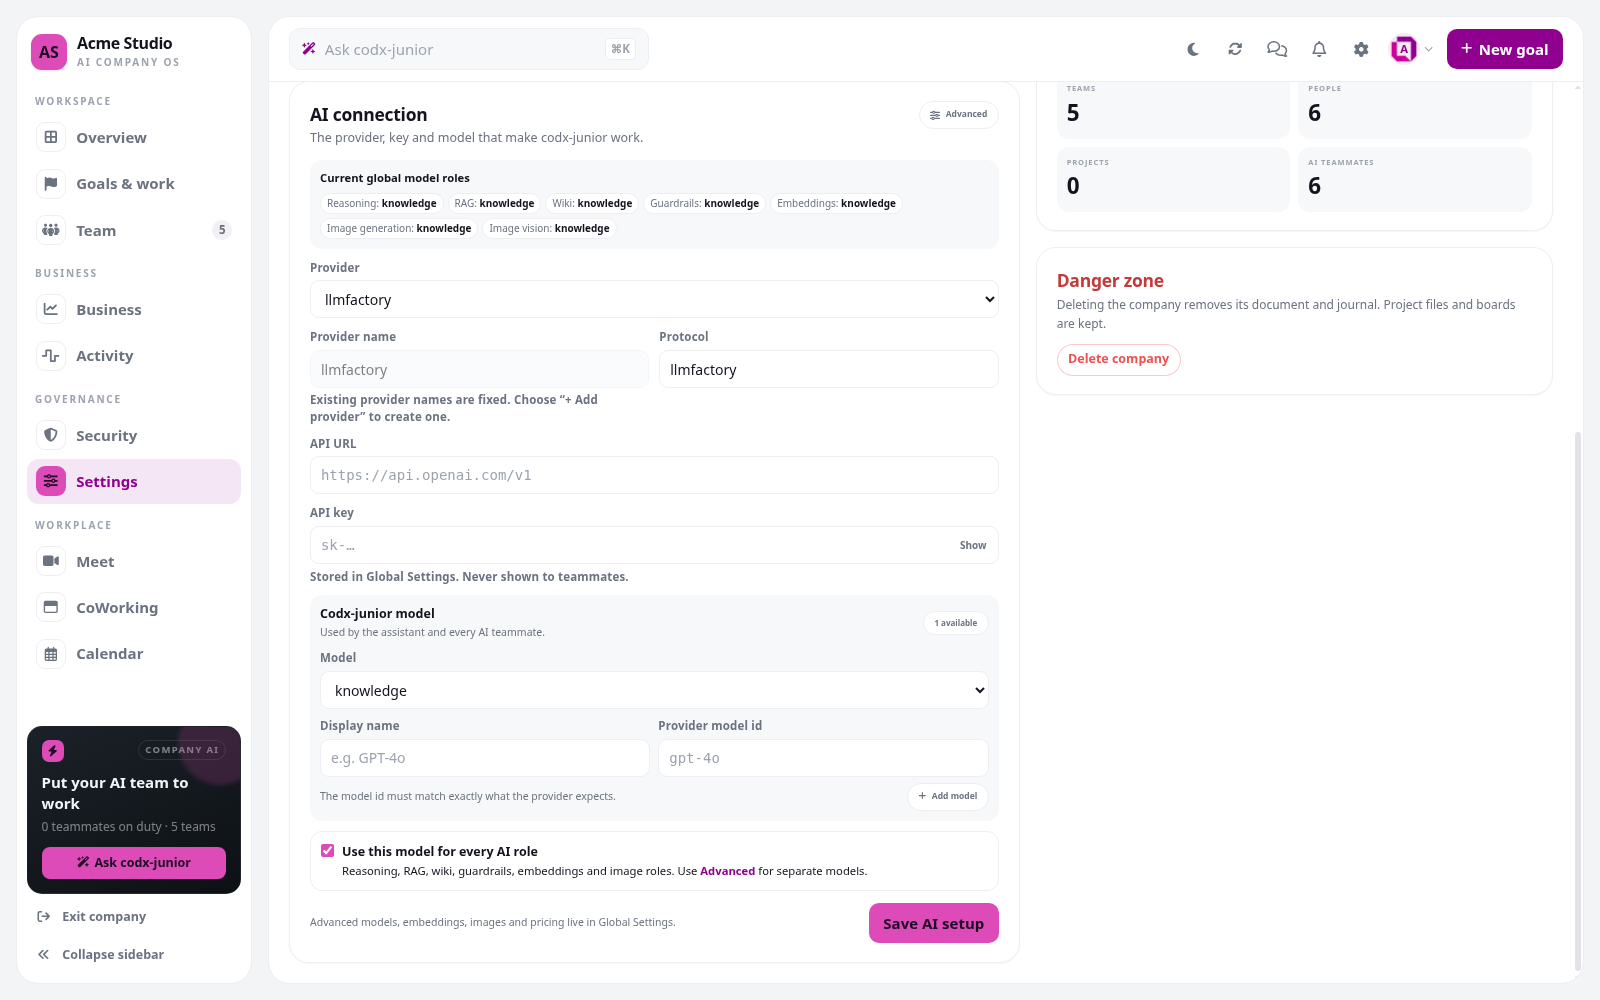 AS
Acme Studio
AI COMPANY OS
WORKSPACE
Overview
Goals & work
Team
5
BUSINESS
Business
Activity
GOVERNANCE
Security
Settings
WORKPLACE
Meet
CoWorking
Calendar
COMPANY AI
Put your AI team to
work
0 teammates on duty · 5 teams
Ask codx-junior
Exit company
Collapse sidebar
Ask codx-junior
⌘K
A
+ New goal
AI connection
Advanced
The provider, key and model that make codx-junior work.
Current global model roles
Reasoning: knowledge
RAG: knowledge
Wiki: knowledge
Guardrails: knowledge
Embeddings: knowledge
Image generation: knowledge
Image vision: knowledge
Provider
llmfactory
Provider name
Protocol
llmfactory
llmfactory
Existing provider names are fixed. Choose “+ Add
provider” to create one.
API URL
https://api.openai.com/v1
API key
sk-…
Show
Stored in Global Settings. Never shown to teammates.
Codx-junior model
1 available
Used by the assistant and every AI teammate.
Model
knowledge
Display name
Provider model id
e.g. GPT-4o
gpt-4o
The model id must match exactly what the provider expects.
+ Add model
Use this model for every AI role
Reasoning, RAG, wiki, guardrails, embeddings and image roles. Use Advanced for separate models.
Advanced models, embeddings, images and pricing live in Global Settings.
Save AI setup
TEAMS
5
PEOPLE
6
PROJECTS
0
AI TEAMMATES
6
Danger zone
Deleting the company removes its document and journal. Project files and boards
are kept.
Delete company